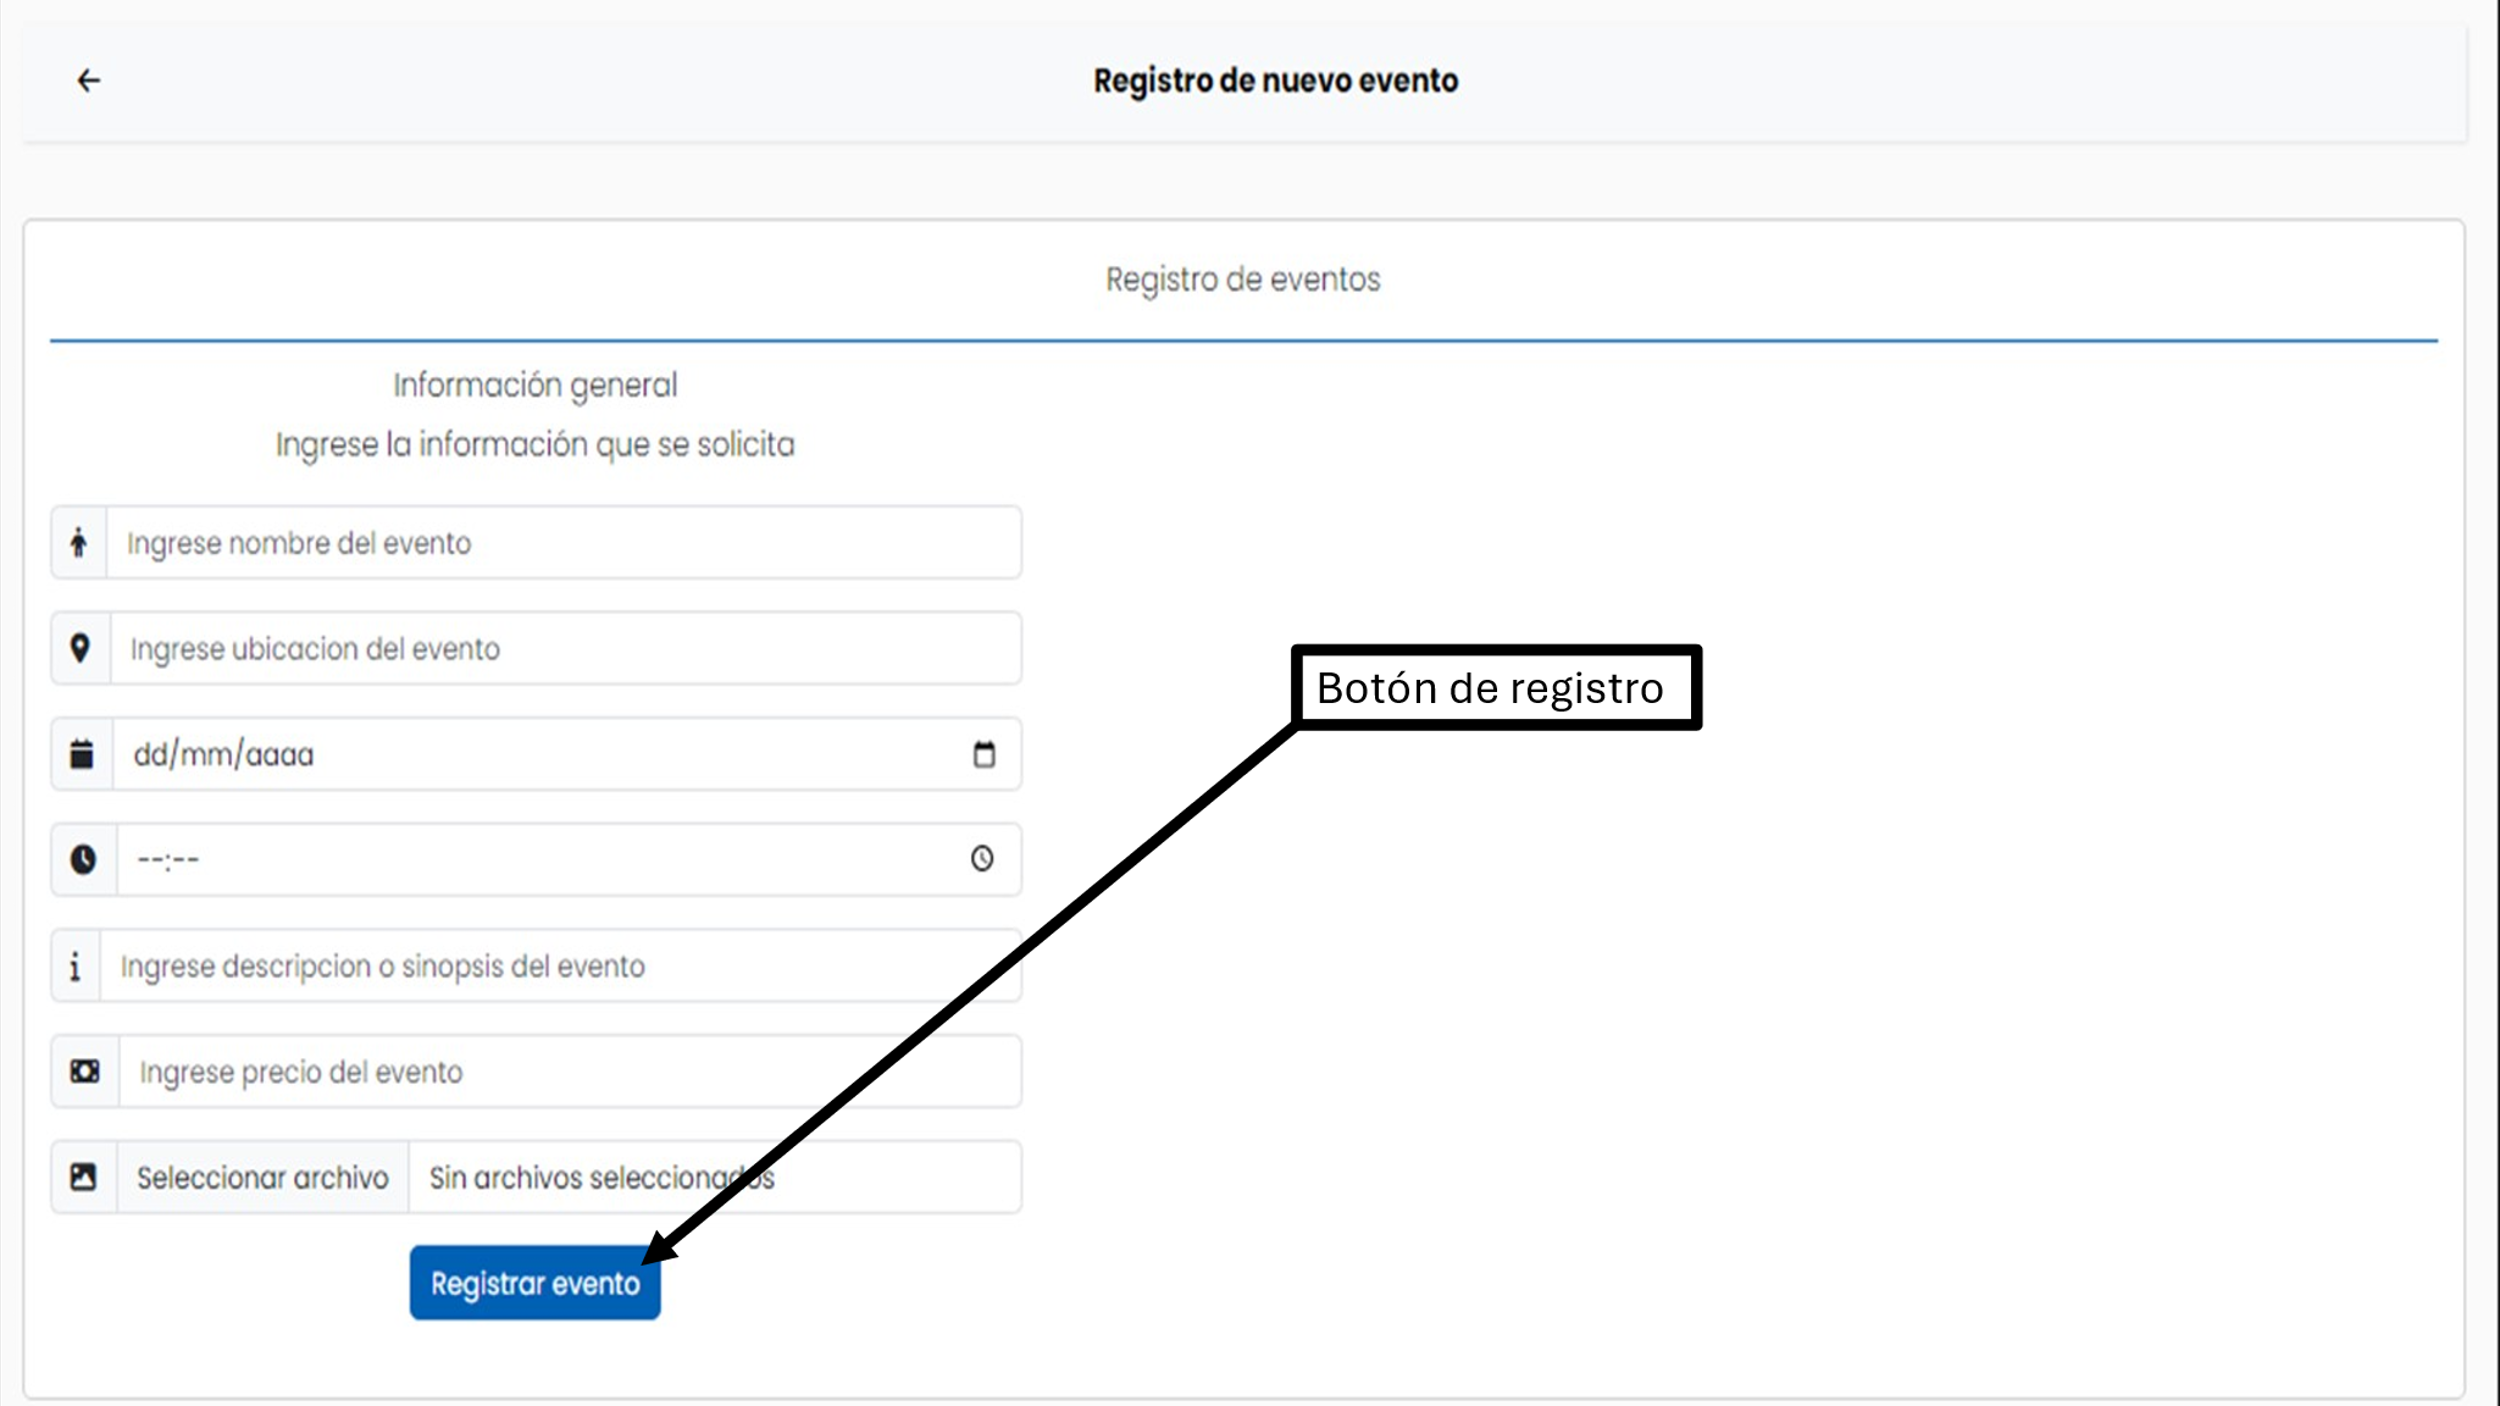 Registro de nuevo evento
Registro de eventos
Información general
Ingrese la información que se solicita
Ingrese nombre del evento
Ingrese ubicacion del evento
Botón de registro
dd/mm/aaaa
--:--
Ingrese descripcion o sinopsis del evento
Ingrese precio del evento
Seleccionar archivo Sin archivos seleccionados
Registrar evento